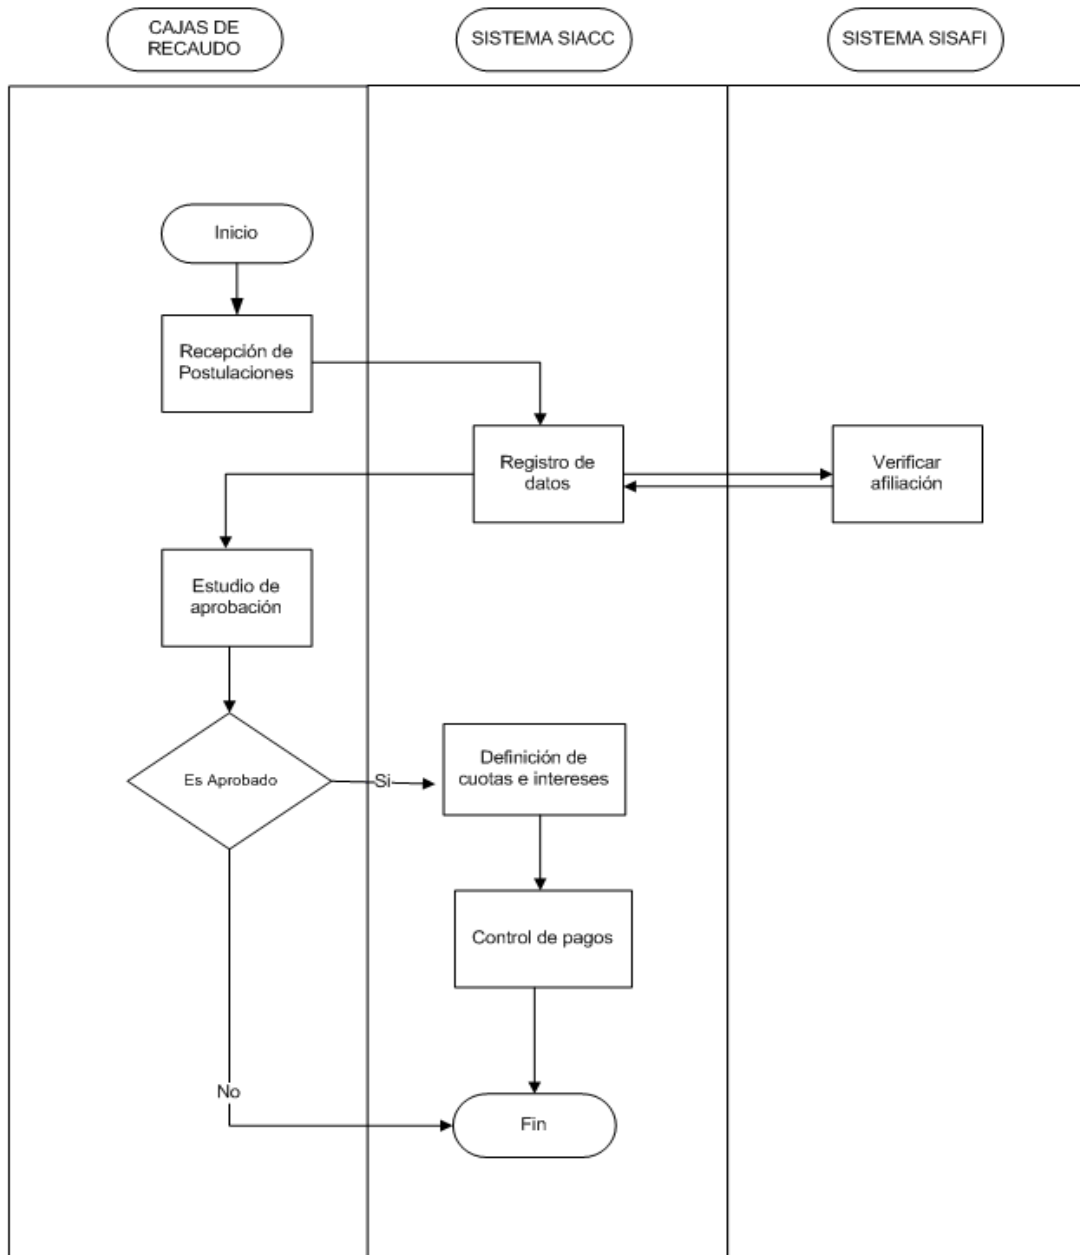 CAJAS DE
RECAUDO
SISTEMA SIACC
SISTEMA SISAFI
Inicio
Recepción de
Postulaciones
Registro de
datos
Verificar
afiliación
Estudio de
aprobación
Es Aprobado
Si
Definición de
cuotas e intereses
Control de pagos
No
Fin